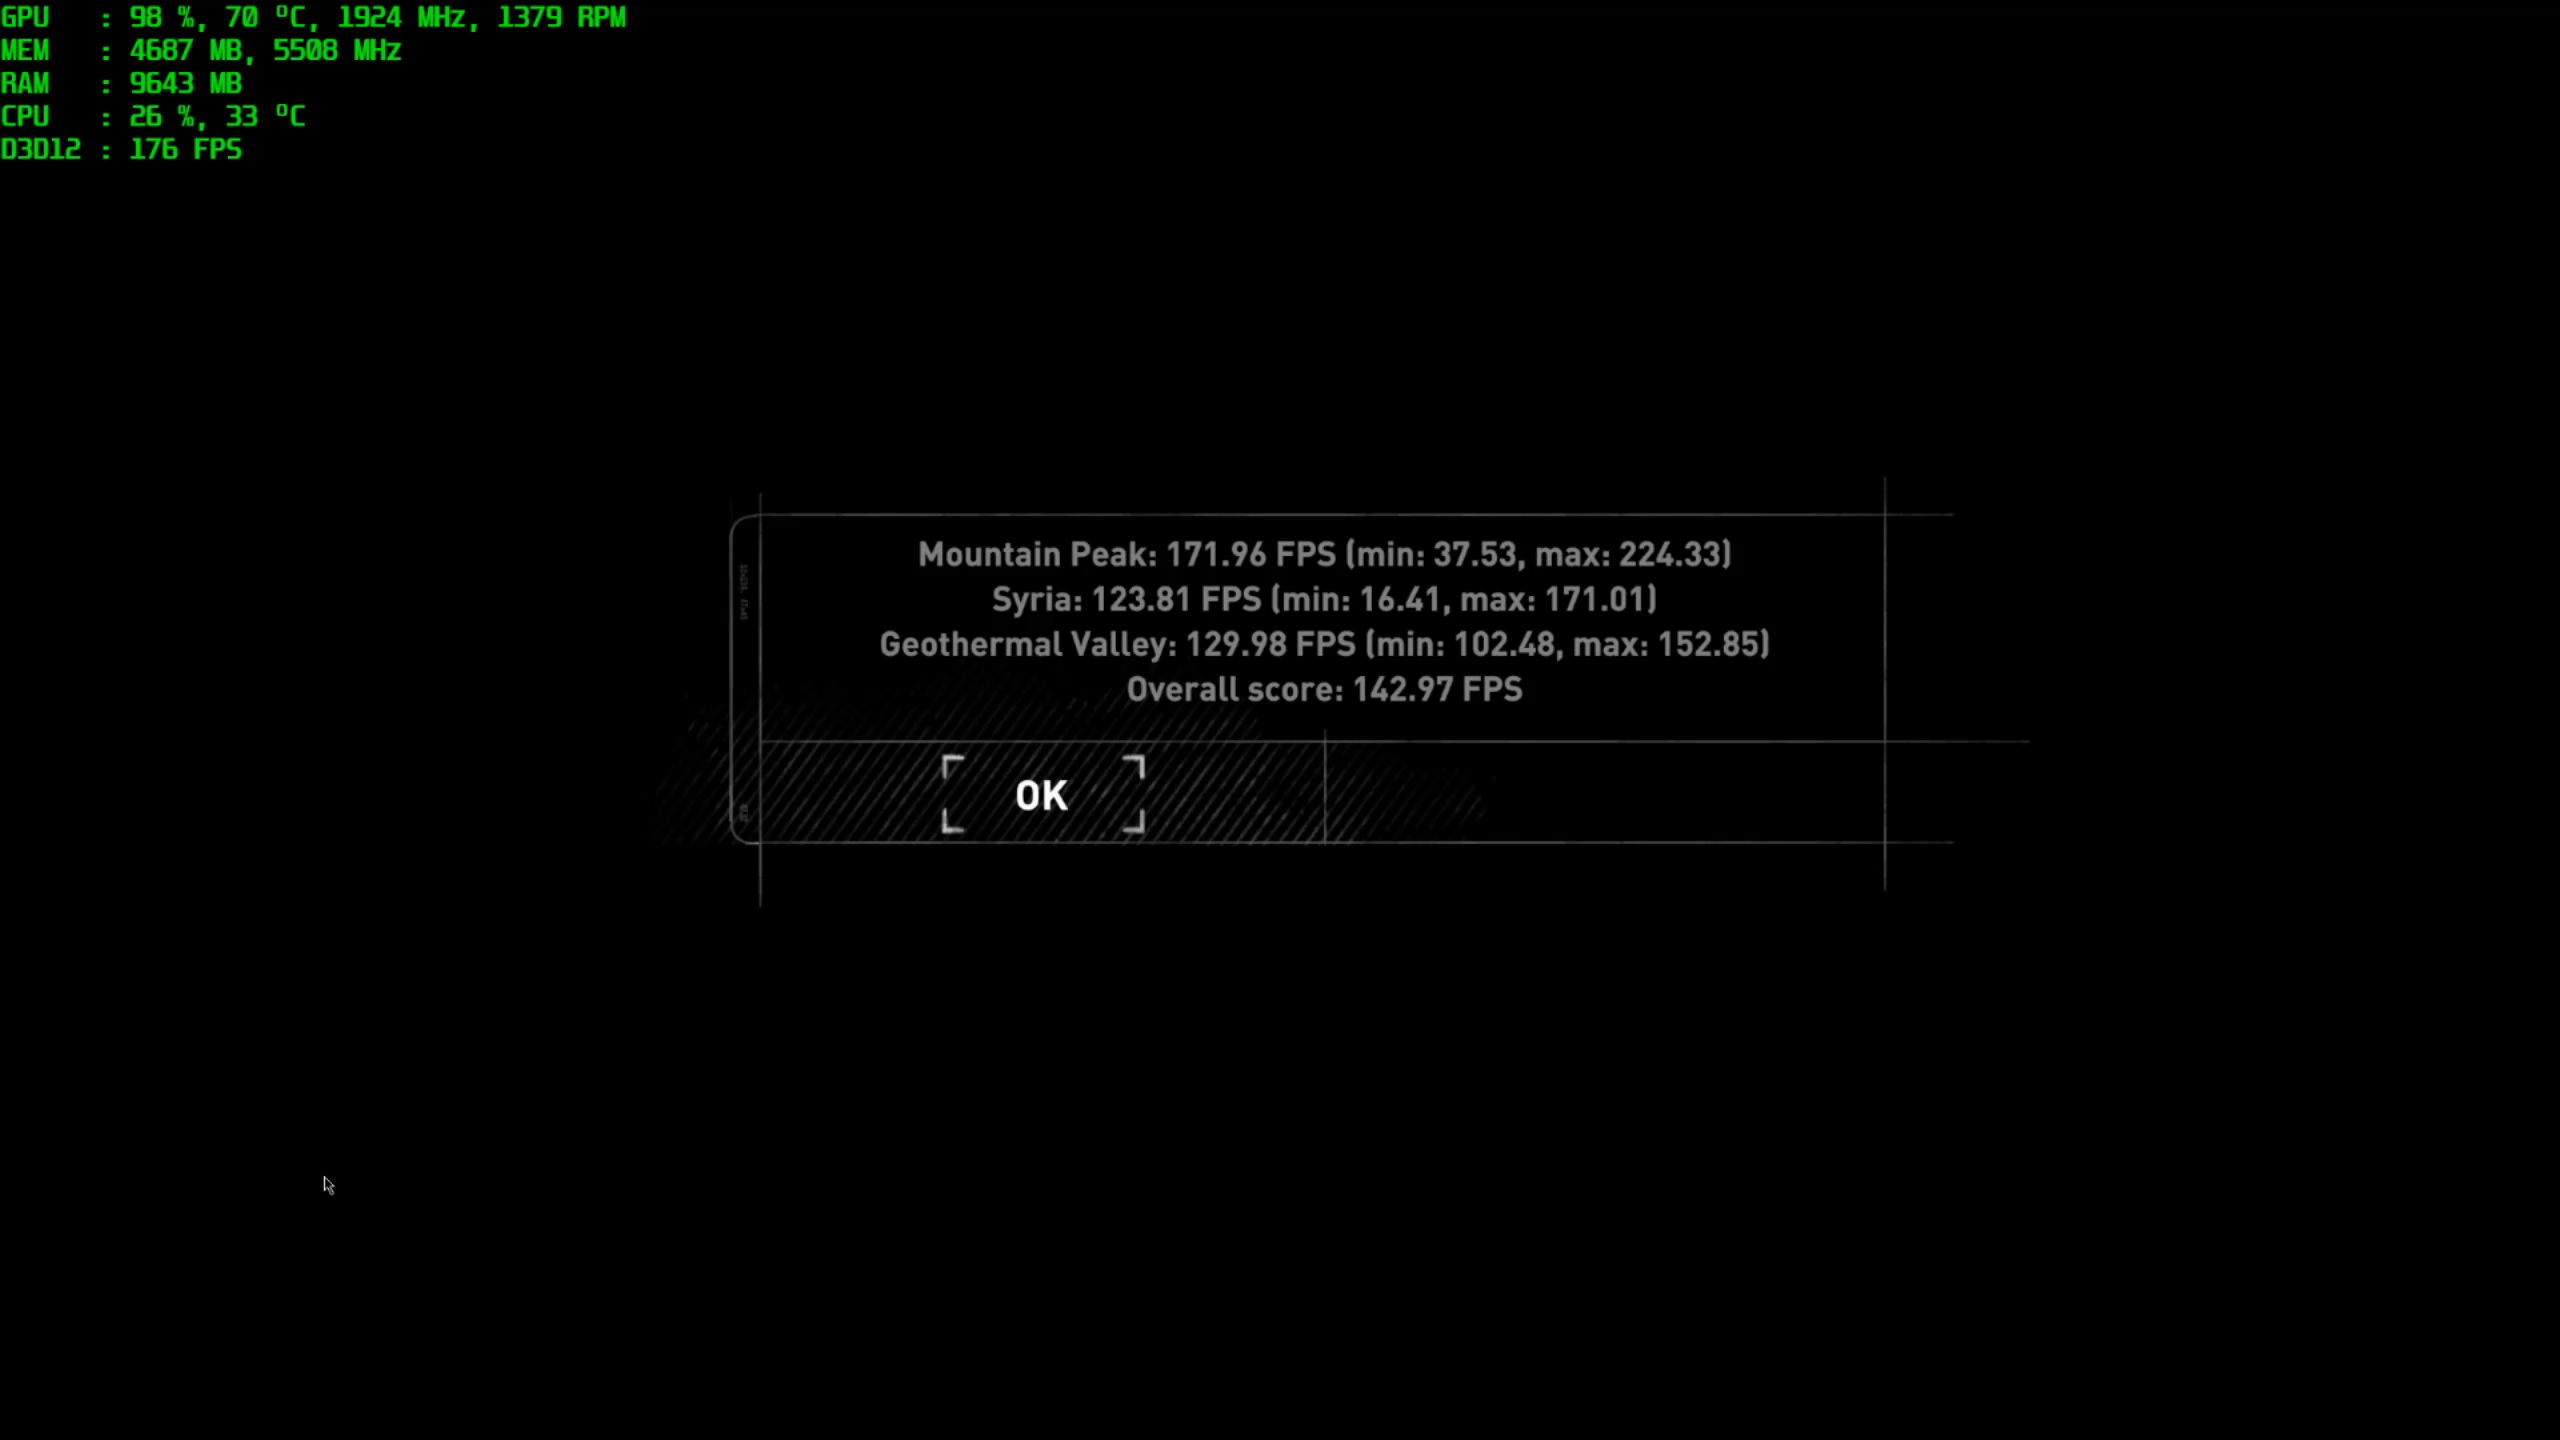 GPU : 98 %, 70 °C, 1924 MHz, 1379 RPM
MEM : 4687 MB, 5508 MHz
RAM : 9643 MB
CPU : 26 %, 33 °C
D3D12 : 176 FPS
Mountain Peak: 171.96 FPS (min: 37.53, max: 224.33)
Syria: 123.81 FPS (min: 16.41, max: 171.01)
Geothermal Valley: 129.98 FPS (min: 102.48, max: 152.85)
Overall score: 142.97 FPS
OK